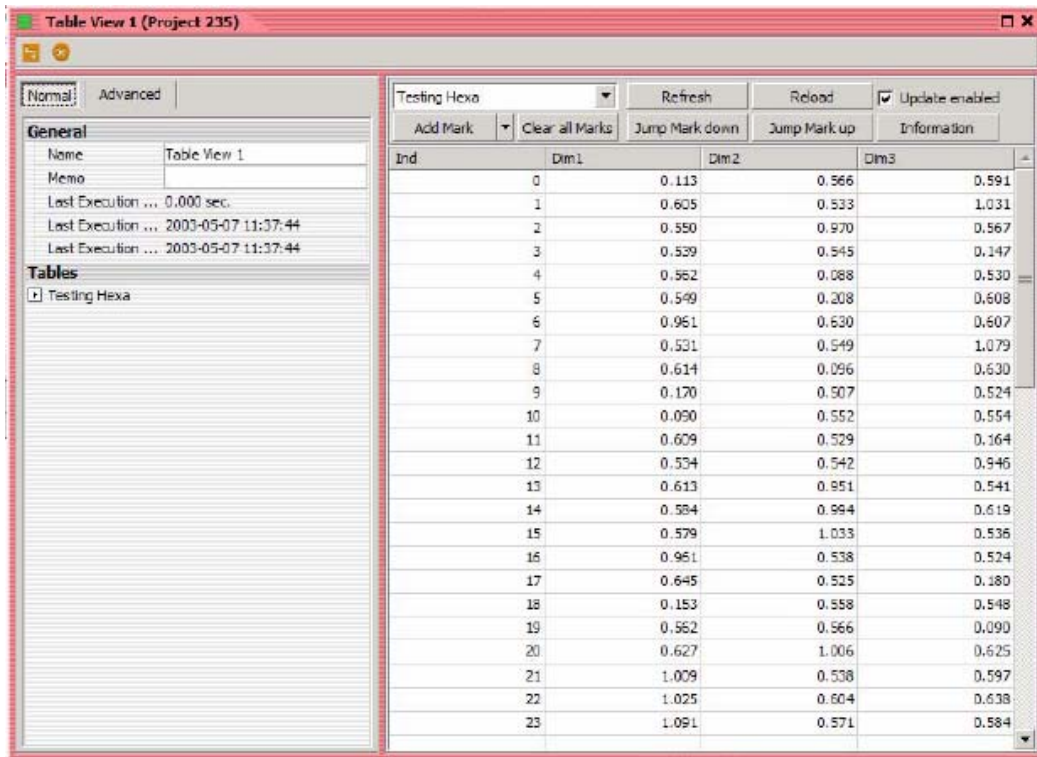 Table View 1 (Project 235)
Normal Advanced
General
Name Table View 1
Memo
Last Execution ... 0.000 sec.
Last Execution ... 2003-05-07 11:37:44
Last Execution ... 2003-05-07 11:37:44
Tables
Testing Hexa
Testing Hexa Refresh Reload Update enabled
Add Mark Clear all Marks Jump Mark down Jump Mark up Information
Ind Dim1 Dim2 Dim3
0 0.113 0.566 0.591
1 0.605 0.533 1.031
2 0.550 0.970 0.567
3 0.539 0.545 0.147
4 0.562 0.088 0.530
5 0.549 0.208 0.608
6 0.961 0.630 0.607
7 0.531 0.549 1.079
8 0.614 0.096 0.630
9 0.170 0.507 0.524
10 0.090 0.552 0.554
11 0.609 0.529 0.164
12 0.534 0.542 0.946
13 0.613 0.951 0.541
14 0.584 0.994 0.619
15 0.579 1.033 0.536
16 0.961 0.538 0.524
17 0.645 0.525 0.180
18 0.153 0.558 0.548
19 0.562 0.566 0.090
20 0.627 1.006 0.625
21 1.009 0.538 0.597
22 1.025 0.604 0.638
23 1.091 0.571 0.584